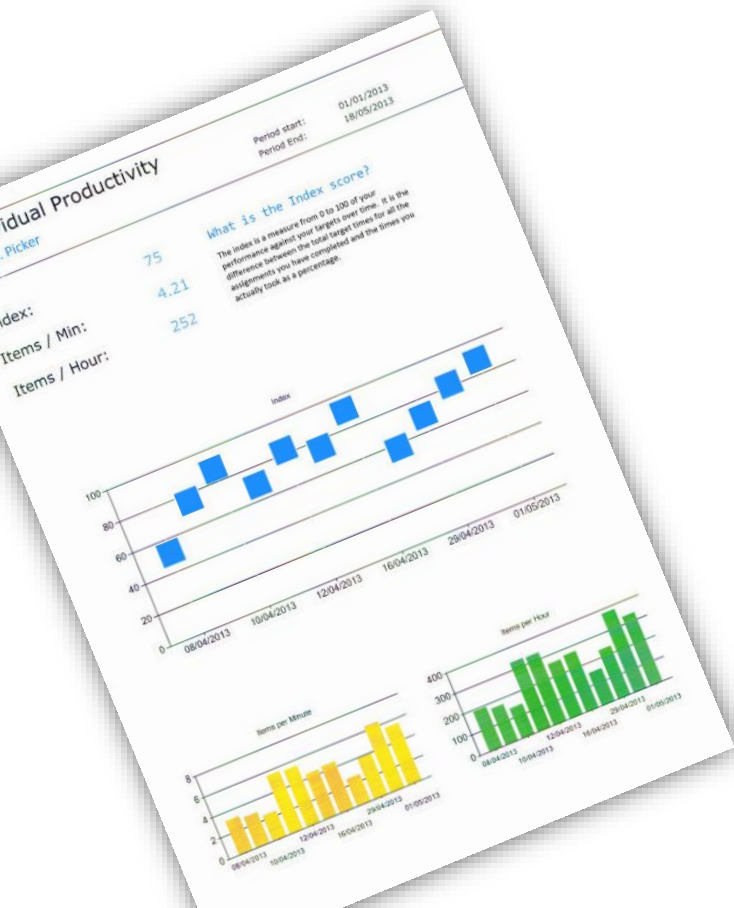 Period start: 01/01/2013
Period End: 18/05/2013
vidual Productivity
. Picker
What is the Index score?
The index is a measure from 0 to 100 of your
performance against your targets over time. It is the
difference between the total target times for all the
assignments you have completed and the times you
actually took as a percentage.
ndex: 75
Items / Min: 4.21
Items / Hour: 252
Index
100
80
60
40
20
0
08/04/2013 10/04/2013 12/04/2013 16/04/2013 29/04/2013 01/05/2013
Items per Minute
8
6
4
2
0
08/04/2013 10/04/2013 12/04/2013 16/04/2013 29/04/2013 01/05/2013
Items per Hour
400
300
200
100
0
08/04/2013 10/04/2013 12/04/2013 16/04/2013 29/04/2013 01/05/2013